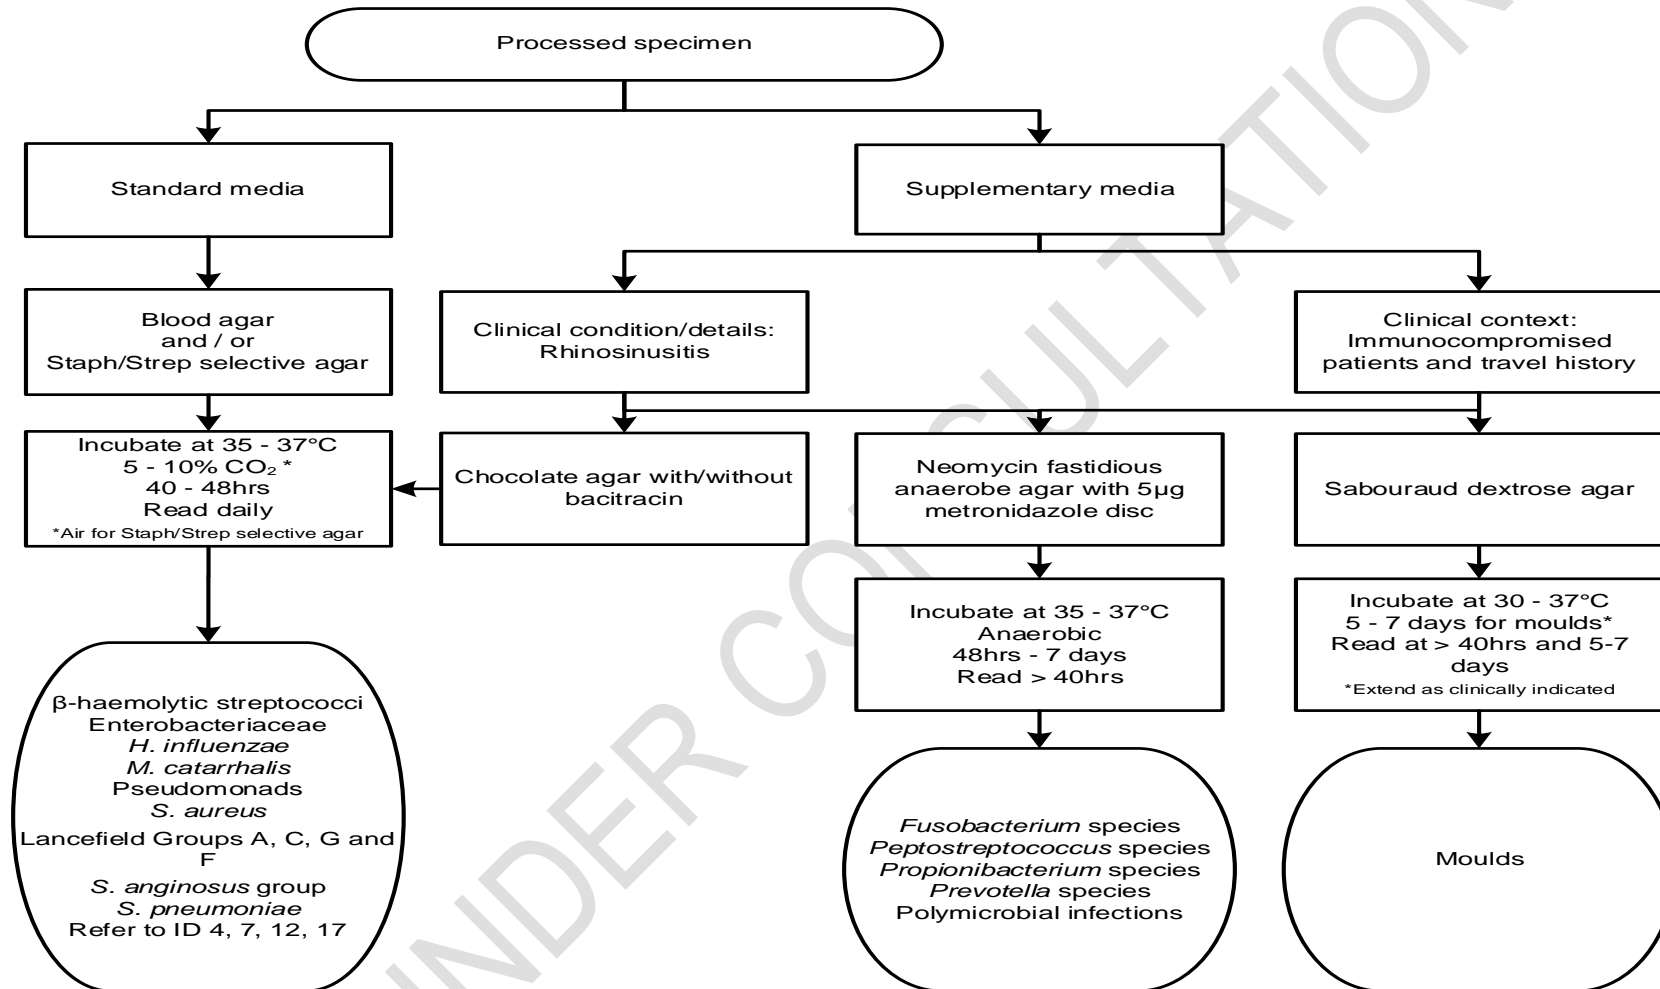 Processed specimen
Standard media
Supplementary media
Blood agar
and / or
Staph/Strep selective agar
Clinical condition/details:
Rhinosinusitis
Clinical context:
Immunocompromised
patients and travel history
Incubate at 35 - 37°C
5 - 10% CO₂ *
40 - 48hrs
Read daily
*Air for Staph/Strep selective agar
Chocolate agar with/without
bacitracin
Neomycin fastidious
anaerobe agar with 5µg
metronidazole disc
Sabouraud dextrose agar
Incubate at 35 - 37°C
Anaerobic
48hrs - 7 days
Read > 40hrs
Incubate at 30 - 37°C
5 - 7 days for moulds*
Read at > 40hrs and 5-7
days
*Extend as clinically indicated
β-haemolytic streptococci
Enterobacteriaceae
H. influenzae
M. catarrhalis
Pseudomonads
S. aureus
Lancefield Groups A, C, G and
F
S. anginosus group
S. pneumoniae
Refer to ID 4, 7, 12, 17
Fusobacterium species
Peptostreptococcus species
Propionibacterium species
Prevotella species
Polymicrobial infections
Moulds
UNDER CONSULTATION